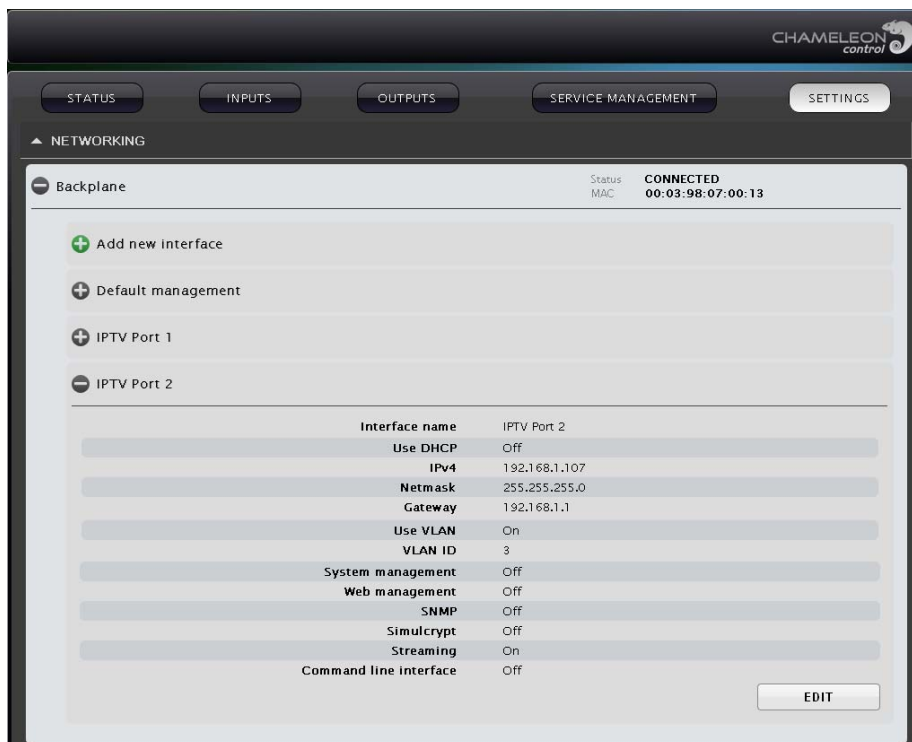 CHAMELEON
control
STATUS INPUTS OUTPUTS SERVICE MANAGEMENT SETTINGS
NETWORKING
Backplane Status CONNECTED
MAC 00:03:98:07:00:13
Add new interface
Default management
IPTV Port 1
IPTV Port 2
Interface name IPTV Port 2
Use DHCP Off
IPv4 192.168.1.107
Netmask 255.255.255.0
Gateway 192.168.1.1
Use VLAN On
VLAN ID 3
System management Off
Web management Off
SNMP Off
Simulcrypt Off
Streaming On
Command line interface Off
EDIT